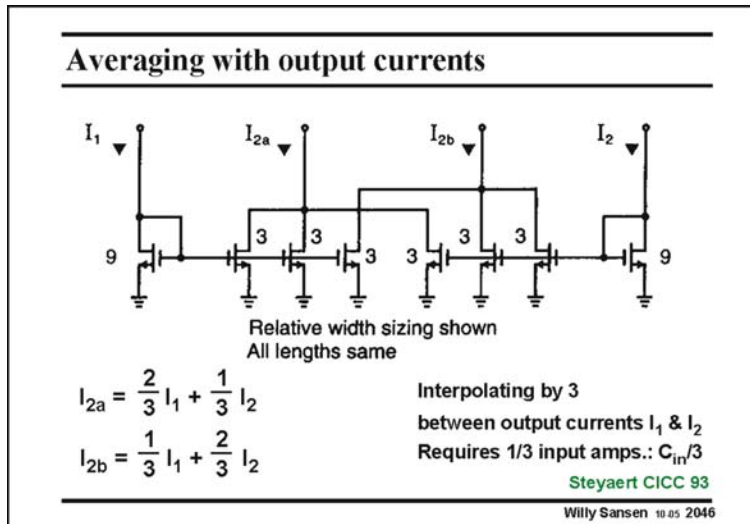 Averaging with output currents
I₁ I₂ₐ I₂b I₂
9 3 3 3 3 3 3 9
Relative width sizing shown
All lengths same
I₂ₐ = 2/3 I₁ + 1/3 I₂
I₂b = 1/3 I₁ + 2/3 I₂
Interpolating by 3
between output currents I₁ & I₂
Requires 1/3 input amps.: Cin/3
Steyaert CICC 93
Willy Sansen 10-05 2046